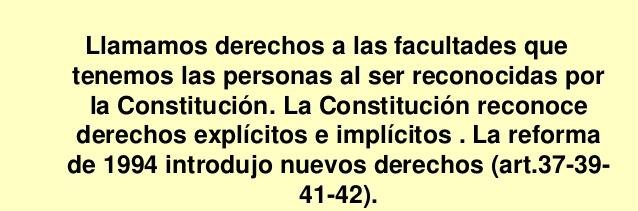 Llamamos derechos a las facultades que
tenemos las personas al ser reconocidas por
la Constitución. La Constitución reconoce
derechos explícitos e implícitos . La reforma
de 1994 introdujo nuevos derechos (art.37-39-
41-42).